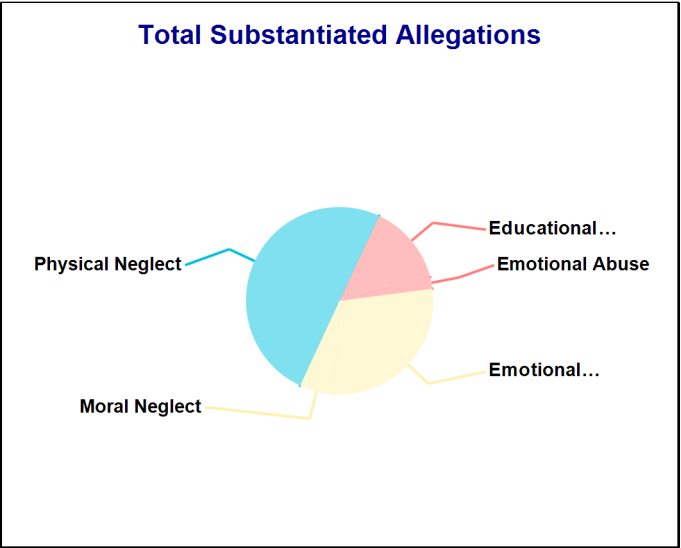 Total Substantiated Allegations
Educational…
Physical Neglect
Emotional Abuse
Emotional…
Moral Neglect